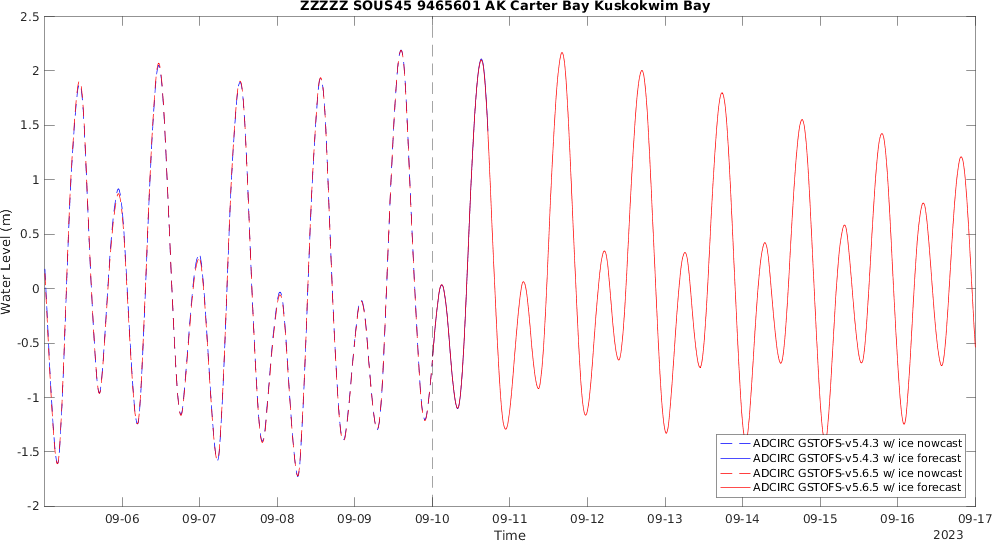 ZZZZZ SOUS45 9465601 AK Carter Bay Kuskokwim Bay
2.5
2
1.5
1
0.5
0
-0.5
-1
-1.5
-2
Water Level (m)
ADCIRC GSTOFS-v5.4.3 w/ ice nowcast
ADCIRC GSTOFS-v5.4.3 w/ ice forecast
ADCIRC GSTOFS-v5.6.5 w/ ice nowcast
ADCIRC GSTOFS-v5.6.5 w/ ice forecast
09-06 09-07 09-08 09-09 09-10 09-11 09-12 09-13 09-14 09-15 09-16 09-17
Time
2023